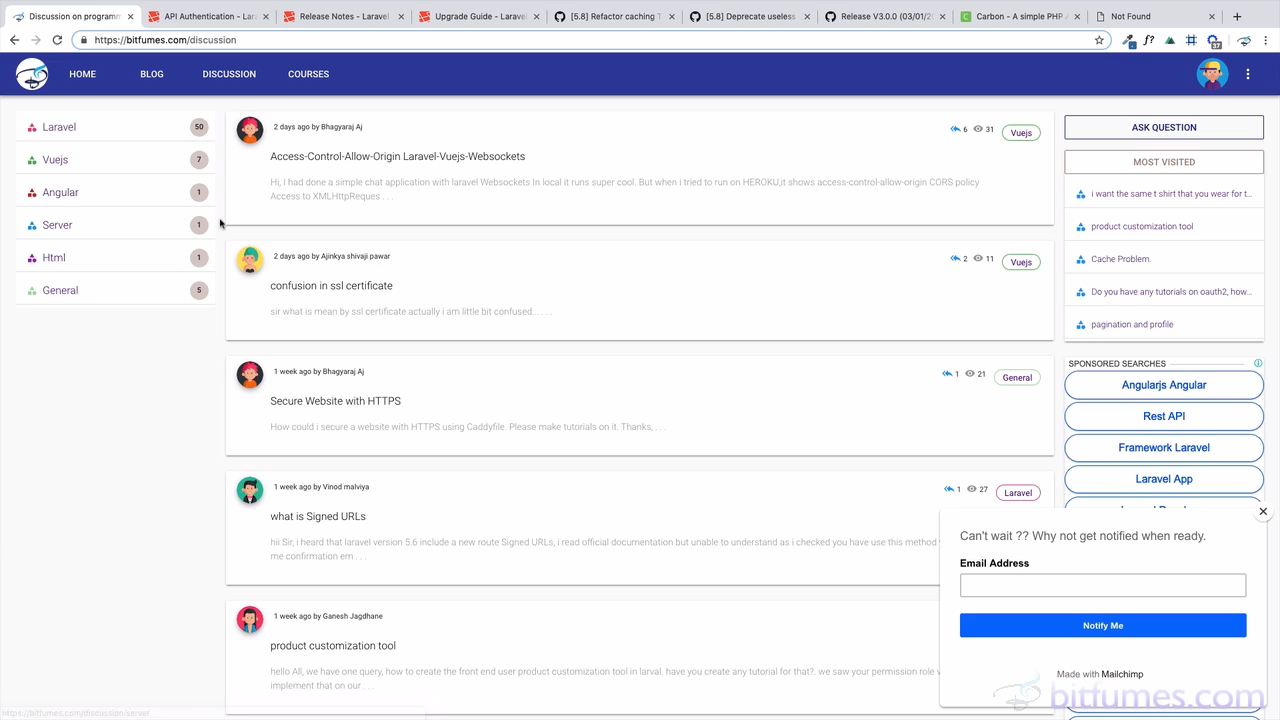 Discussion on programm
API Authentication - Lar
Release Notes - Laravel
Upgrade Guide - Laravel
[5.8] Refactor caching T
[5.8] Deprecate useless
Release V3.0.0 (03/01/2
Carbon - A simple PHP A
Not Found
https://bitfumes.com/discussion
37
HOME
BLOG
DISCUSSION
COURSES
Laravel 50
Vuejs 7
Angular 1
Server 1
Html 1
General 5
2 days ago by Bhagyaraj Aj
6 31 Vuejs
Access-Control-Allow-Origin Laravel-Vuejs-Websockets
Hi, I had done a simple chat application with laravel Websockets In local it runs super cool. But when i tried to run on HEROKU,it shows access-control-allow-origin CORS policy
Access to XMLHttpReques . . .
2 days ago by Ajinkya shivaji pawar
2 11 Vuejs
confusion in ssl certificate
sir what is mean by ssl certificate actually i am little bit confused... . . .
1 week ago by Bhagyaraj Aj
1 21 General
Secure Website with HTTPS
How could i secure a website with HTTPS using Caddyfile. Please make tutorials on it. Thanks, . . .
1 week ago by Vinod malviya
1 27 Laravel
what is Signed URLs
hii Sir, i heard that laravel version 5.6 include a new route Signed URLs, i read official documentation but unable to understand as i checked you have use this method
me confirmation em . . .
1 week ago by Ganesh Jagdhane
product customization tool
hello All, we have one query, how to create the front end user product customization tool in larval. have you create any tutorial for that?. we saw your permission role
implement that on our . . .
ASK QUESTION
MOST VISITED
i want the same t shirt that you wear for t...
product customization tool
Cache Problem.
Do you have any tutorials on oauth2, how...
pagination and profile
SPONSORED SEARCHES
Angularjs Angular
Rest API
Framework Laravel
Laravel App
Can't wait ?? Why not get notified when ready.
Email Address
Notify Me
Made with Mailchimp
bitfumes.com
https://bitfumes.com/discussion/server